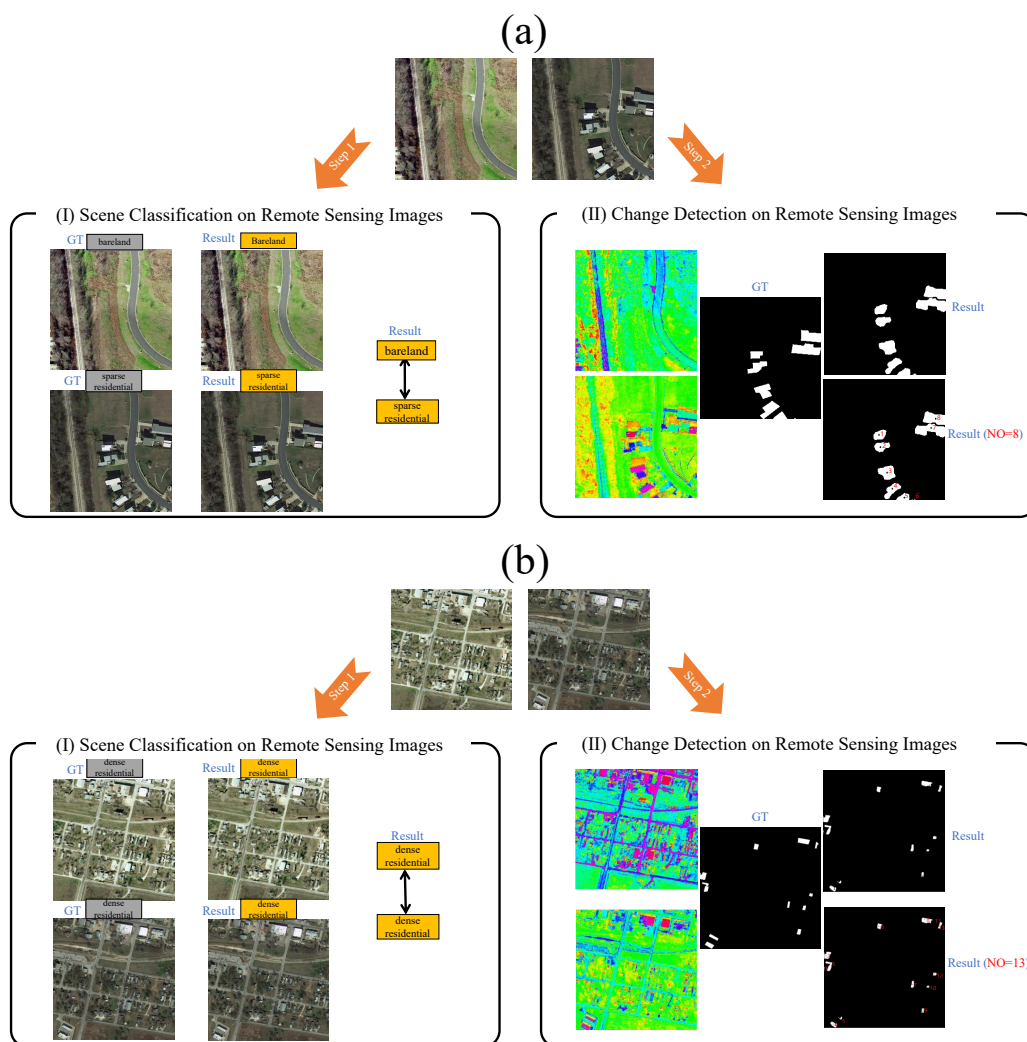 (a)
Step 1
Step 2
(I) Scene Classification on Remote Sensing Images
GT
bareland
Result
Bareland
GT
sparse
residential
Result
sparse
residential
Result
bareland
sparse
residential
(II) Change Detection on Remote Sensing Images
GT
Result
Result (NO=8)
(b)
Step 1
Step 2
(I) Scene Classification on Remote Sensing Images
GT
dense
residential
Result
dense
residential
GT
dense
residential
Result
dense
residential
Result
dense
residential
dense
residential
(II) Change Detection on Remote Sensing Images
GT
Result
Result (NO=13)